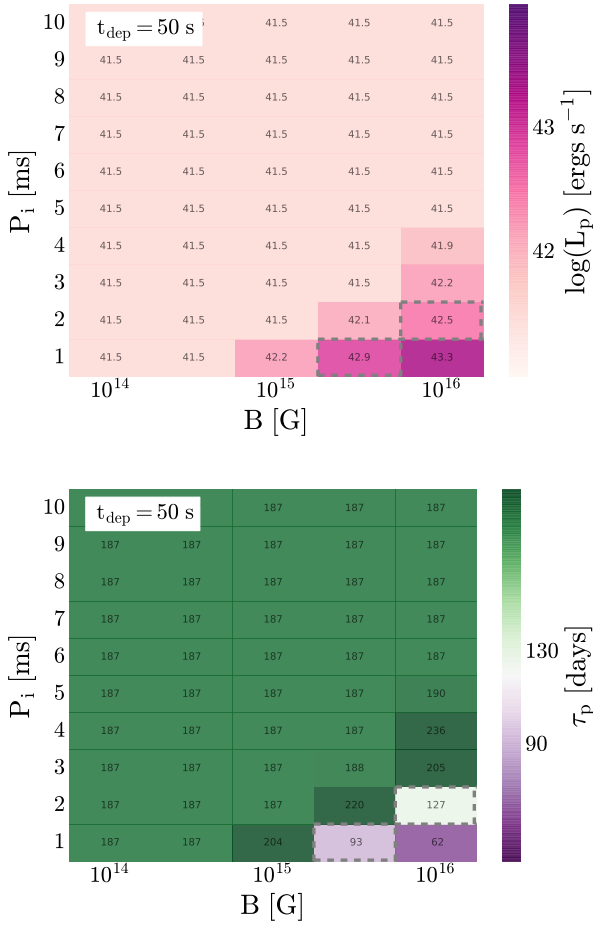 t_dep = 50 s
10 5 41.5 41.5 41.5
9 41.5 41.5 41.5 41.5 41.5
8 41.5 41.5 41.5 41.5 41.5
7 41.5 41.5 41.5 41.5 41.5
6 41.5 41.5 41.5 41.5 41.5
5 41.5 41.5 41.5 41.5 41.5
4 41.5 41.5 41.5 41.5 41.9
3 41.5 41.5 41.5 41.5 42.2
2 41.5 41.5 41.5 42.1 42.5
1 41.5 41.5 42.2 42.9 43.3
10^14 10^15 10^16
B [G]
P_i [ms]
43
42
log(L_p) [ergs s^−1]
t_dep = 50 s
10 187 187 187
9 187 187 187 187 187
8 187 187 187 187 187
7 187 187 187 187 187
6 187 187 187 187 187
5 187 187 187 187 190
4 187 187 187 187 236
3 187 187 187 188 205
2 187 187 187 220 127
1 187 187 204 93 62
10^14 10^15 10^16
B [G]
P_i [ms]
130
90
τ_p [days]